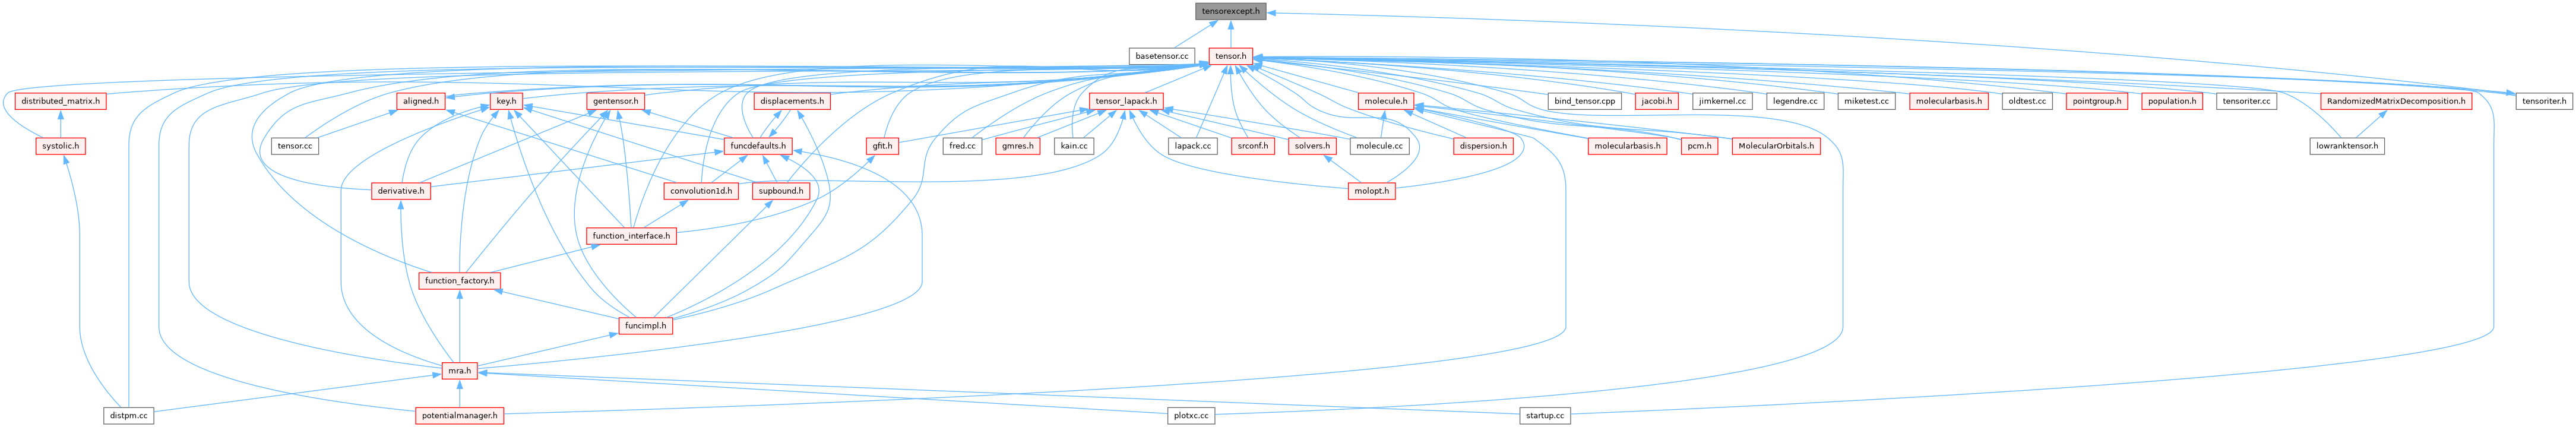 tensorexcept.h
basetensor.cc
tensor.h
distributed_matrix.h
aligned.h
key.h
gentensor.h
displacements.h
tensor_lapack.h
molecule.h
bind_tensor.cpp
jacobi.h
jimkernel.cc
legendre.cc
miketest.cc
molecularbasis.h
oldtest.cc
pointgroup.h
population.h
tensoriter.cc
RandomizedMatrixDecomposition.h
tensoriter.h
systolic.h
tensor.cc
funcdefaults.h
gfit.h
fred.cc
gmres.h
kain.cc
lapack.cc
srconf.h
solvers.h
molecule.cc
dispersion.h
molecularbasis.h
pcm.h
MolecularOrbitals.h
lowranktensor.h
derivative.h
convolution1d.h
supbound.h
molopt.h
function_interface.h
function_factory.h
funcimpl.h
mra.h
distpm.cc
potentialmanager.h
plotxc.cc
startup.cc